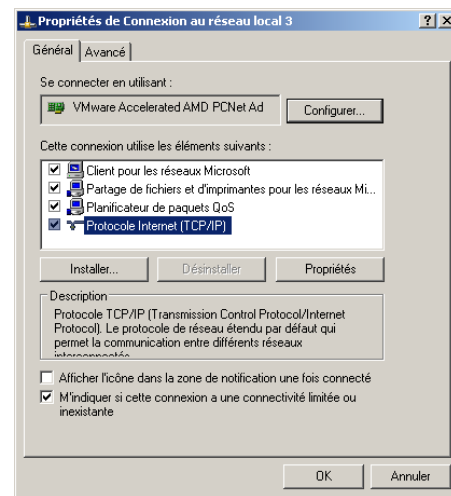 Propriétés de Connexion au réseau local 3
Général Avancé
Se connecter en utilisant :
VMware Accelerated AMD PCNet Ad Configurer...
Cette connexion utilise les éléments suivants :
Client pour les réseaux Microsoft
Partage de fichiers et d'imprimantes pour les réseaux Mi...
Planificateur de paquets QoS
Protocole Internet (TCP/IP)
Installer... Désinstaller Propriétés
Description
Protocole TCP/IP (Transmission Control Protocol/Internet
Protocol). Le protocole de réseau étendu par défaut qui
permet la communication entre différents réseaux
interconnectés
Afficher l'icône dans la zone de notification une fois connecté
M'indiquer si cette connexion a une connectivité limitée ou
inexistante
OK Annuler